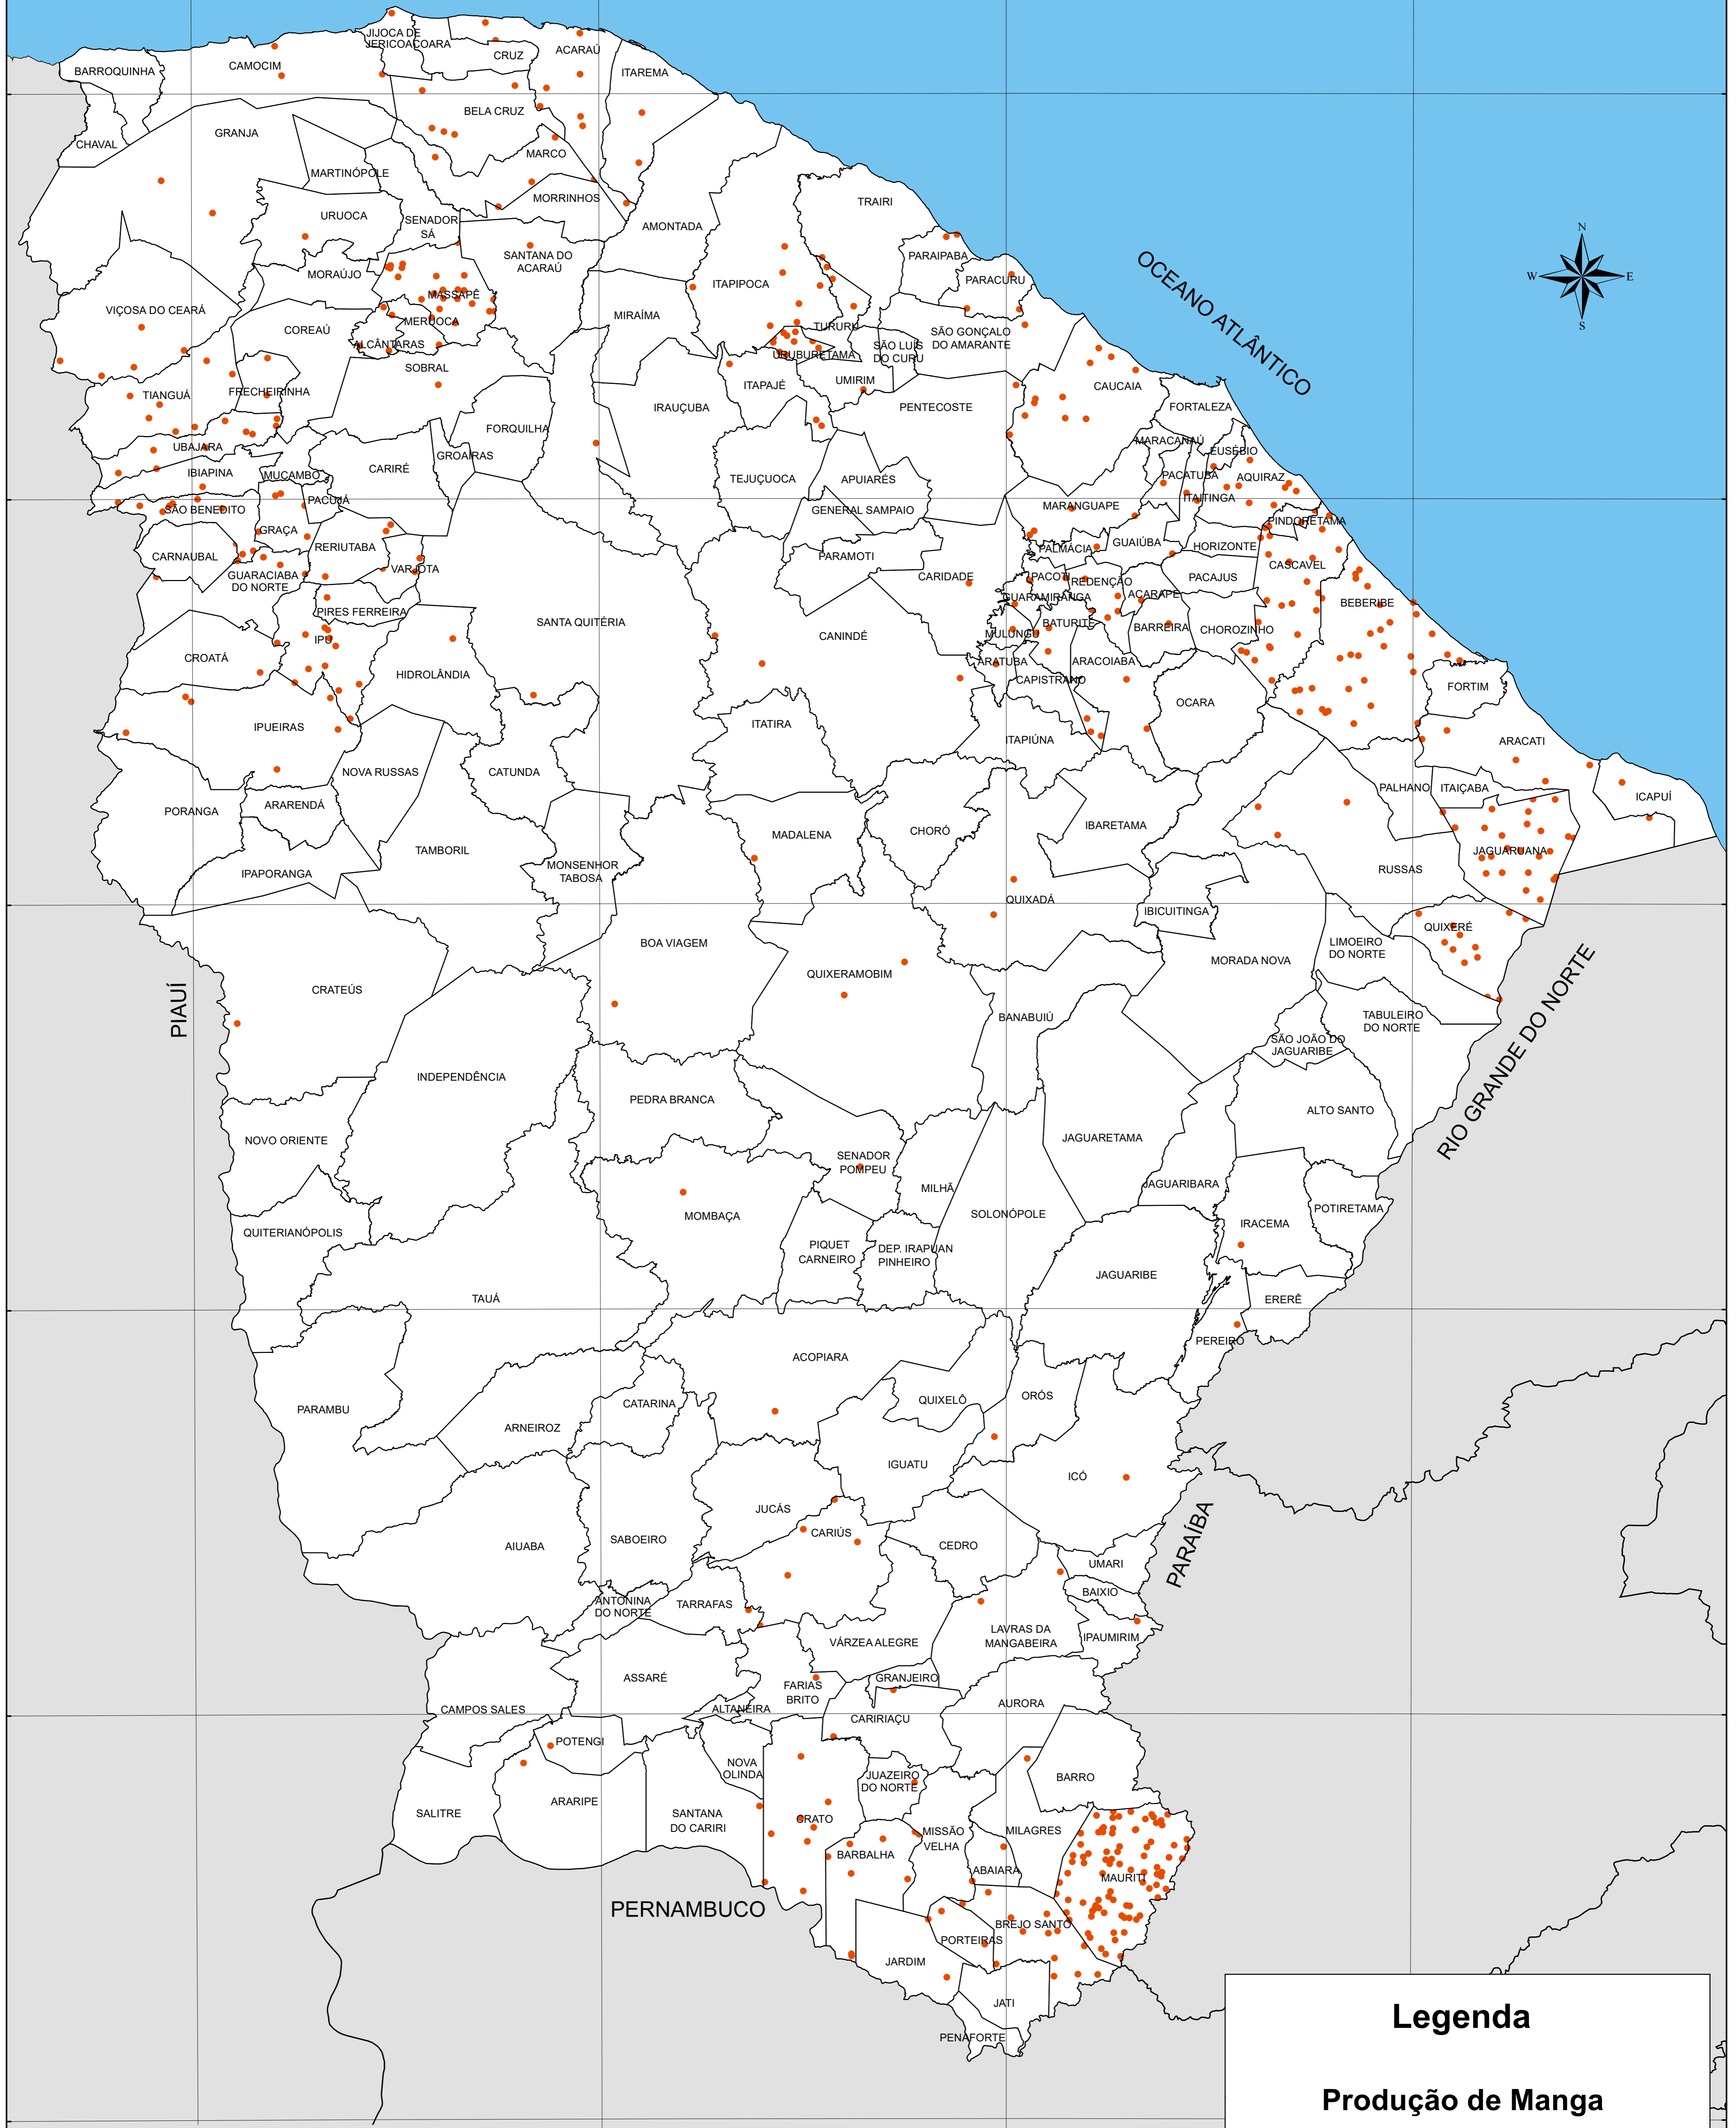 JIJOCA DE
JERICOACOARA
CRUZ
ACARAÚ
BARROQUINHA
CAMOCIM
ITAREMA
BELA CRUZ
CHAVAL
GRANJA
MARCO
MARTINÓPOLE
MORRINHOS
TRAIRI
URUOCA
SENADOR
SÁ
AMONTADA
N
W
E
S
SANTANA DO
ACARAÚ
PARAIPABA
OCEANO ATLÂNTICO
MORAÚJO
PARACURU
ITAPIPOCA
MASSAPÊ
VIÇOSA DO CEARÁ
MIRAÍMA
MERUOCA
COREAÚ
TURURU
SÃO GONÇALO
DO AMARANTE
ALCÂNTARAS
SÃO LUÍS
DO CURU
URUBURETAMA
SOBRAL
ITAPAJÉ
UMIRIM
CAUCAIA
TIANGUÁ
FRECHEIRINHA
IRAUÇUBA
PENTECOSTE
FORTALEZA
FORQUILHA
MARACANAÚ
EUSÉBIO
UBAJARA
GROAÍRAS
IBIAPINA
MUCAMBO
CARIRÉ
TEJUÇUOCA
APUIARÉS
PACATUBA
AQUIRAZ
PACUJÁ
ITAITINGA
MARANGUAPE
SÃO BENEDITO
GENERAL SAMPAIO
PINDORETAMA
GRAÇA
GUAIÚBA
HORIZONTE
RERIUTABA
PALMÁCIA
CARNAUBAL
PARAMOTI
CASCAVEL
VARJOTA
GUARACIABA
DO NORTE
CARIDADE
PACOTI
REDENÇÃO
PACAJUS
ACARAPE
GUARAMIRANGA
BEBERIBE
PIRES FERREIRA
BATURITÉ
SANTA QUITÉRIA
BARREIRA
CHOROZINHO
IPU
CANINDÉ
MULUNGU
CROATÁ
ARATUBA
ARACOIABA
HIDROLÂNDIA
CAPISTRANO
FORTIM
OCARA
IPUEIRAS
ITATIRA
ITAPIÚNA
ARACATI
NOVA RUSSAS
CATUNDA
PALHANO
ITAIÇABA
ICAPUÍ
PORANGA
ARARENDÁ
MADALENA
CHORÓ
IBARETAMA
TAMBORIL
JAGUARUANA
MONSENHOR
TABOSA
RUSSAS
IPAPORANGA
QUIXADÁ
IBICUITINGA
QUIXERÉ
BOA VIAGEM
LIMOEIRO
DO NORTE
MORADA NOVA
QUIXERAMOBIM
CRATEÚS
PIAUÍ
BANABUIÚ
TABULEIRO
DO NORTE
SÃO JOÃO DO
JAGUARIBE
RIO GRANDE DO NORTE
INDEPENDÊNCIA
PEDRA BRANCA
ALTO SANTO
NOVO ORIENTE
JAGUARETAMA
SENADOR
POMPEU
MILHÃ
JAGUARIBARA
MOMBAÇA
SOLONÓPOLE
POTIRETAMA
IRACEMA
QUITERIANÓPOLIS
PIQUET
CARNEIRO
DEP. IRAPUAN
PINHEIRO
JAGUARIBE
TAUÁ
ERERÊ
PEREIRO
ACOPIARA
QUIXELÔ
ORÓS
CATARINA
PARAMBU
ARNEIROZ
IGUATU
ICÓ
JUCÁS
CARIÚS
PARAÍBA
AIUABA
SABOEIRO
CEDRO
UMARI
BAIXIO
ANTONINA
DO NORTE
TARRAFAS
LAVRAS DA
MANGABEIRA
IPAUMIRIM
VÁRZEA ALEGRE
ASSARÉ
GRANJEIRO
FARIAS
BRITO
AURORA
CAMPOS SALES
ALTANEIRA
CARIRIAÇU
POTENGI
NOVA
OLINDA
JUAZEIRO
DO NORTE
BARRO
ARARIPE
SALITRE
SANTANA
DO CARIRI
CRATO
MISSÃO
VELHA
MILAGRES
BARBALHA
ABAIARA
MAURITI
PERNAMBUCO
BREJO SANTO
PORTEIRAS
JARDIM
JATI
PENAFORTE
Legenda
Produção de Manga